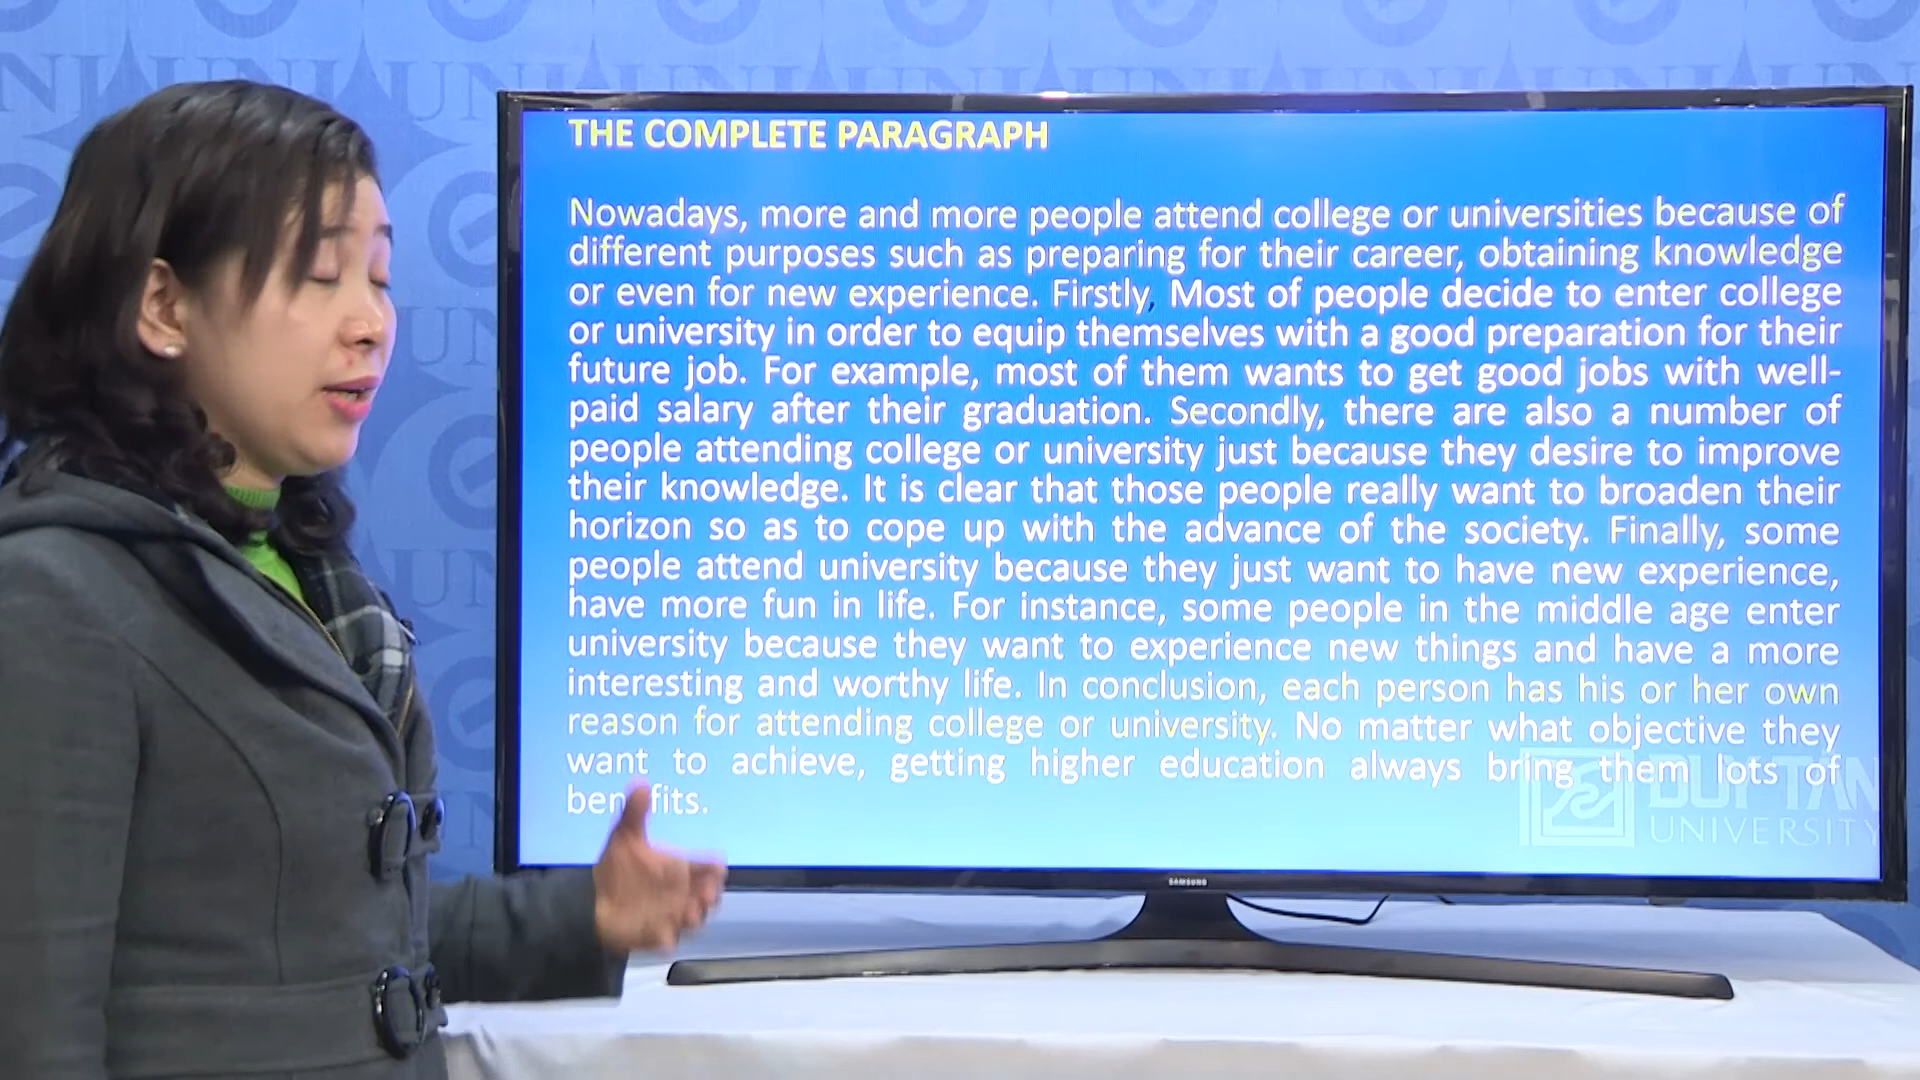 THE COMPLETE PARAGRAPH
Nowadays, more and more people attend college or universities because of
different purposes such as preparing for their career, obtaining knowledge
or even for new experience. Firstly, Most of people decide to enter college
or university in order to equip themselves with a good preparation for their
future job. For example, most of them wants to get good jobs with well-
paid salary after their graduation. Secondly, there are also a number of
people attending college or university just because they desire to improve
their knowledge. It is clear that those people really want to broaden their
horizon so as to cope up with the advance of the society. Finally, some
people attend university because they just want to have new experience,
have more fun in life. For instance, some people in the middle age enter
university because they want to experience new things and have a more
interesting and worthy life. In conclusion, each person has his or her own
reason for attending college or university. No matter what objective they
want to achieve, getting higher education always bring them lots of
benefits.
DUY TAN
UNIVERSITY
SAMSUNG